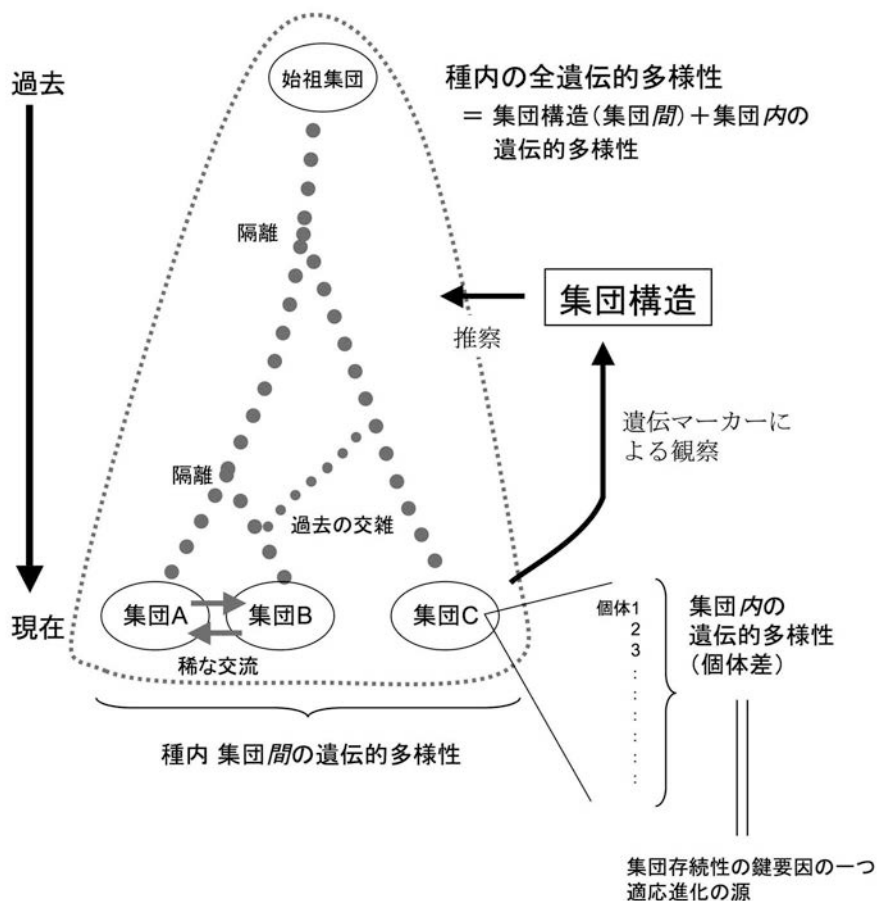 始祖集団
過去
種内の全遺伝的多様性
= 集団構造(集団間)+集団内の
遺伝的多様性
隔離
集団構造
推察
遺伝マーカーに
よる観察
隔離
過去の交雑
現在
集団A
集団B
集団C
稀な交流
個体1
2
3
:
:
:
:
:
:
集団内の
遺伝的多様性
(個体差)
種内 集団間の遺伝的多様性
集団存続性の鍵要因の一つ
適応進化の源